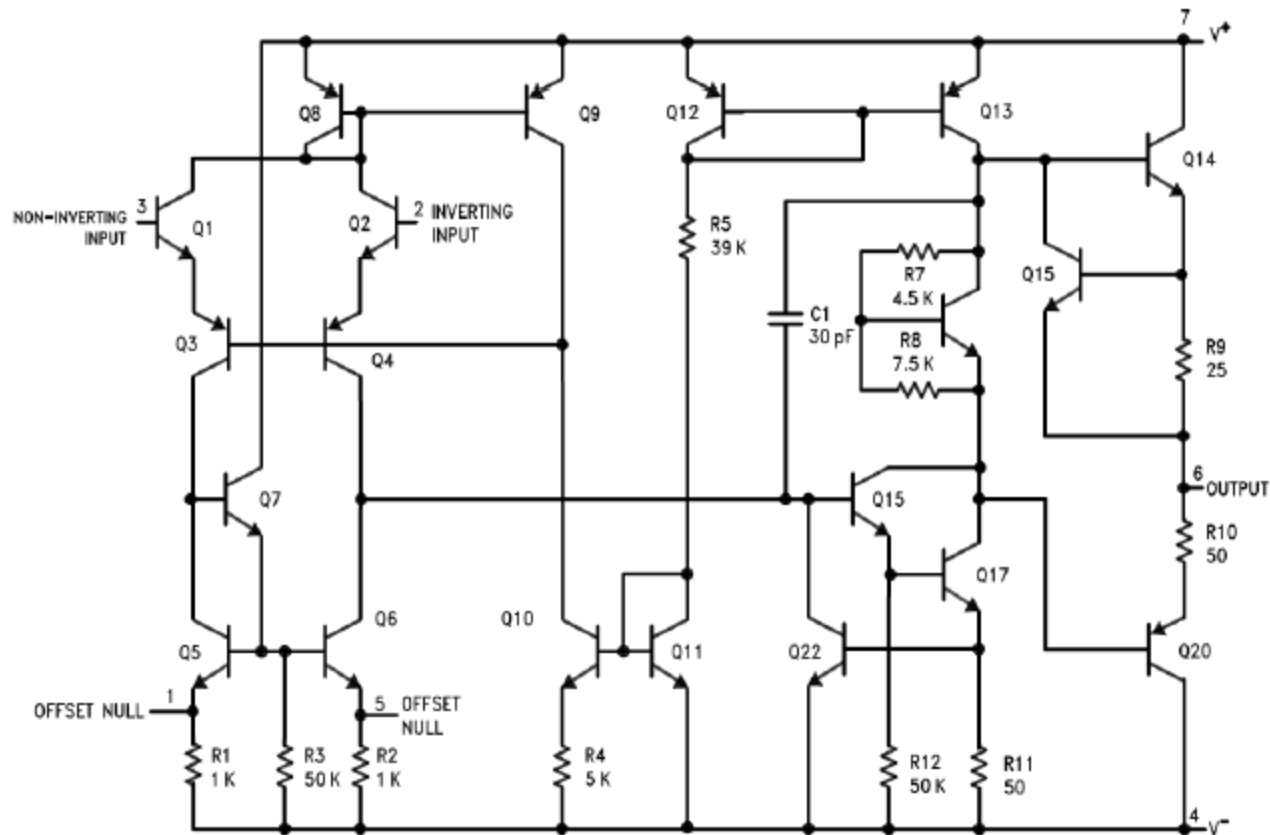 7
V+
Q8
Q9
Q12
Q13
Q14
NON-INVERTING
INPUT
3
Q1
Q2
2
INVERTING
INPUT
R5
39 K
R7
4.5 K
Q15
Q3
Q4
C1
30 pF
R8
7.5 K
R9
25
Q7
Q15
6
OUTPUT
R10
50
Q17
Q5
Q6
Q10
Q11
Q22
Q20
OFFSET NULL
1
5
OFFSET
NULL
R1
1 K
R3
50 K
R2
1 K
R4
5 K
R12
50 K
R11
50
4
V-